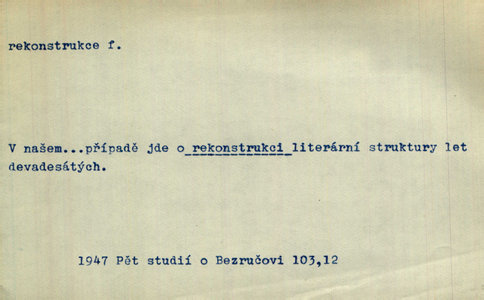 rekonstrukce f.
V našem...případě jde o rekonstrukci literární struktury let
devadesátých.
1947 Pět studií o Bezručovi 103,12